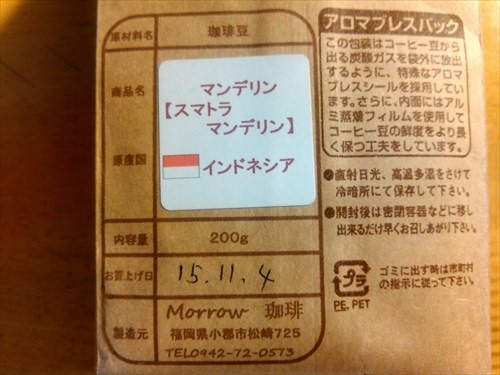 原材料名 珈琲豆
商品名 マンデリン
【スマトラ
マンデリン】
原産国 インドネシア
内容量 200g
お買上げ日 15.11.4
製造元 Morrow 珈琲
福岡県小郡市松崎725
TEL0942-72-0573
アロマブレスパック
この包装はコーヒー豆から
出る炭酸ガスを袋外に放出
するように、特殊なアロマ
ブレスシールを採用してい
ます。さらに、内面にはアル
ミ蒸着フィルムを使用して
コーヒー豆の鮮度をより長
く保つ工夫をしています。
●直射日光、高温多湿をさけて
冷暗所にて保存して下さい。
●開封後は密閉容器などに移し
出来るだけ早くお召しあがり下さい。
プラ
PE, PET
ゴミに出す時は市町村
の指示に従って下さい。